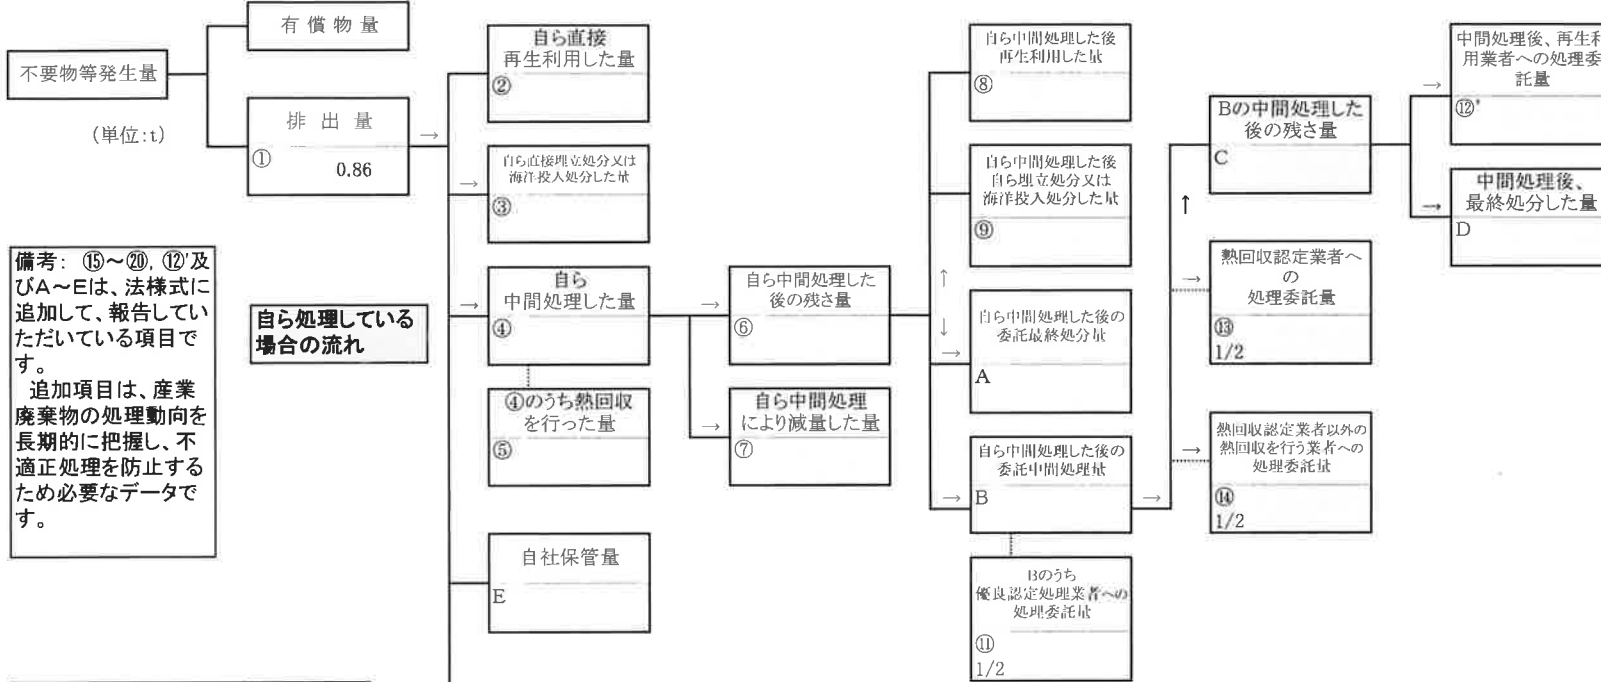 有 償 物 量
不要物等発生量
(単位:t)
排 出 量
→
①
0.86
備考: ⑮～⑳, ⑫'及
びA～Eは、法様式に
追加して、報告してい
ただいている項目で
す。
追加項目は、産業
廃棄物の処理動向を
長期的に把握し、不
適正処理を防止する
ため必要なデータで
す。
自ら処理している
場合の流れ
自ら直接
再生利用した量
②
→
自ら直接埋立処分又は
海洋投入処分した量
③
→
自ら
中間処理した量
④
④のうち熱回収
を行った量
⑤
自社保管量
E
→
自ら中間処理した
後の残さ量
⑥
→
自ら中間処理
により減量した量
⑦
自ら中間処理した後
再生利用した量
⑧
自ら中間処理した後
自ら埋立処分又は
海洋投入処分した量
⑨
↑
↓
→
自ら中間処理した後の
委託最終処分量
A
自ら中間処理した後の
委託中間処理量
→
B
Bのうち
優良認定処理業者への
処理委託量
⑪
1/2
→
↑
Bの中間処理した
後の残さ量
C
→
熱回収認定業者へ
の
処理委託量
⑬
1/2
→
熱回収認定業者以外の
熱回収を行う業者への
処理委託量
⑭
1/2
→
中間処理後、再生利
用業者への処理委
託量
⑫'
→
中間処理後、
最終処分した量
D